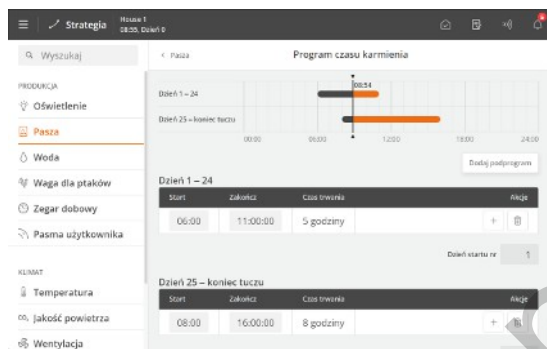 Strategia
House 1
08:55, Dzień 0
Wyszukaj
< Pasza
Program czasu karmienia
PRODUKCJA
Oświetlenie
Pasza
Woda
Waga dla ptaków
Zegar dobowy
Pasma użytkownika
KLIMAT
Temperatura
Jakość powietrza
Wentylacja
08:54
Dzień 1 – 24
Dzień 25 – koniec tuczu
00:00 06:00 12:00 18:00 24:00
Dodaj podprogram
Dzień 1 – 24
Start Zakończ Czas trwania Akcje
06:00 11:00:00 5 godziny +
Dzień startu nr 1
Dzień 25 – koniec tuczu
Start Zakończ Czas trwania Akcje
08:00 16:00:00 8 godziny +